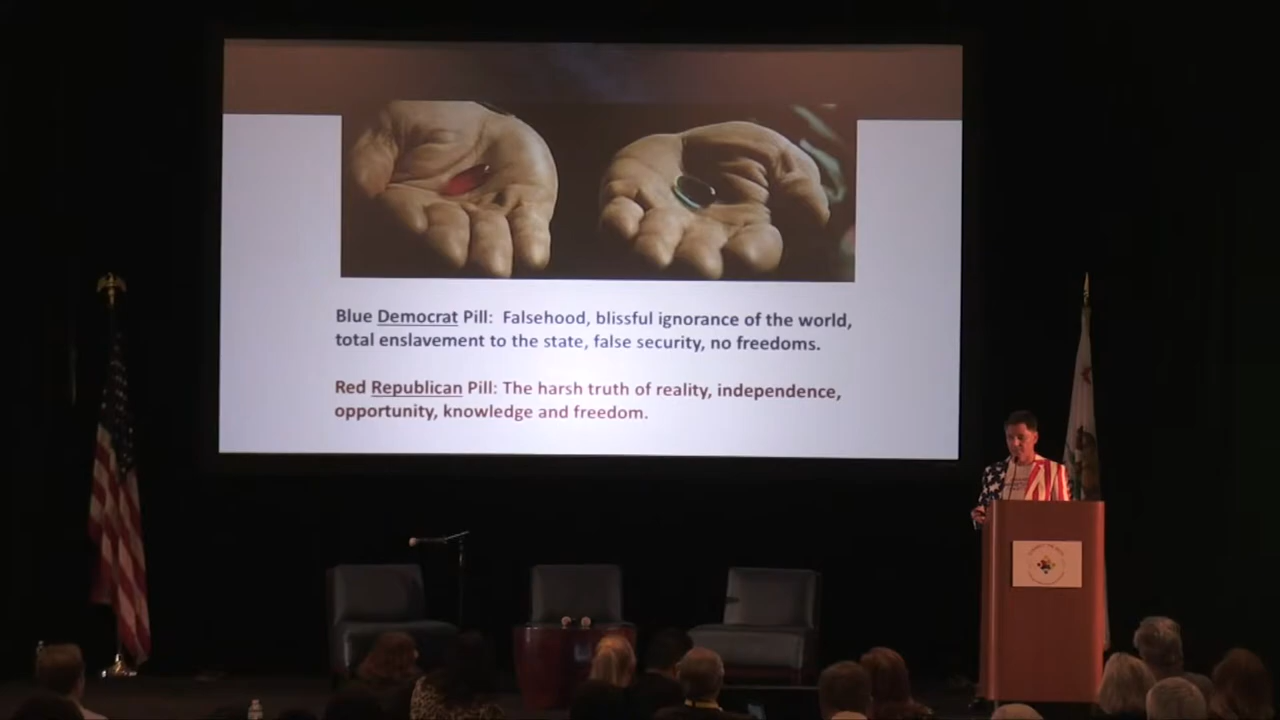 Blue Democrat Pill: Falsehood, blissful ignorance of the world,
total enslavement to the state, false security, no freedoms.
Red Republican Pill: The harsh truth of reality, independence,
opportunity, knowledge and freedom.